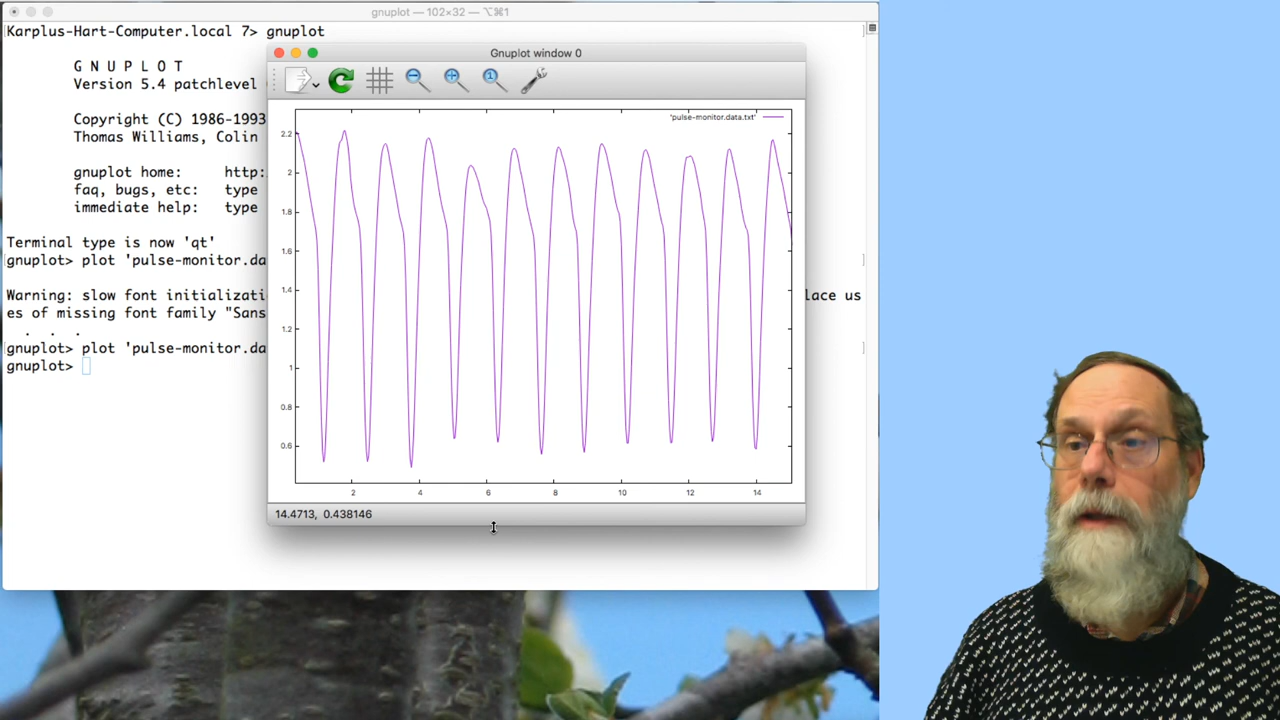 gnuplot — 102×32 — ⌥⌘1
Karplus-Hart-Computer.local 7> gnuplot
Gnuplot window 0
G N U P L O T
Version 5.4 patchlevel
Copyright (C) 1986-1993
Thomas Williams, Colin
gnuplot home: http:
faq, bugs, etc: type
immediate help: type
Terminal type is now 'qt'
gnuplot> plot 'pulse-monitor.da
Warning: slow font initializati
lace us
es of missing font family "Sans
. . .
gnuplot> plot 'pulse-monitor.da
gnuplot>
'pulse-monitor.data.txt'
2.2
2
1.8
1.6
1.4
1.2
1
0.8
0.6
2 4 6 8 10 12 14
14.4713, 0.438146